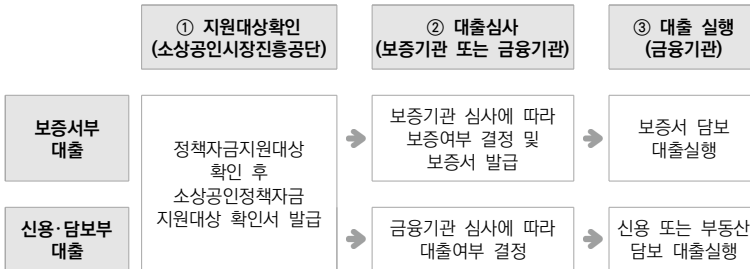 ① 지원대상확인
(소상공인시장진흥공단)
② 대출심사
(보증기관 또는 금융기관)
③ 대출 실행
(금융기관)
보증서부
대출
정책자금지원대상
확인 후
소상공인정책자금
지원대상 확인서 발급
보증기관 심사에 따라
보증여부 결정 및
보증서 발급
보증서 담보
대출실행
신용·담보부
대출
금융기관 심사에 따라
대출여부 결정
신용 또는 부동산
담보 대출실행